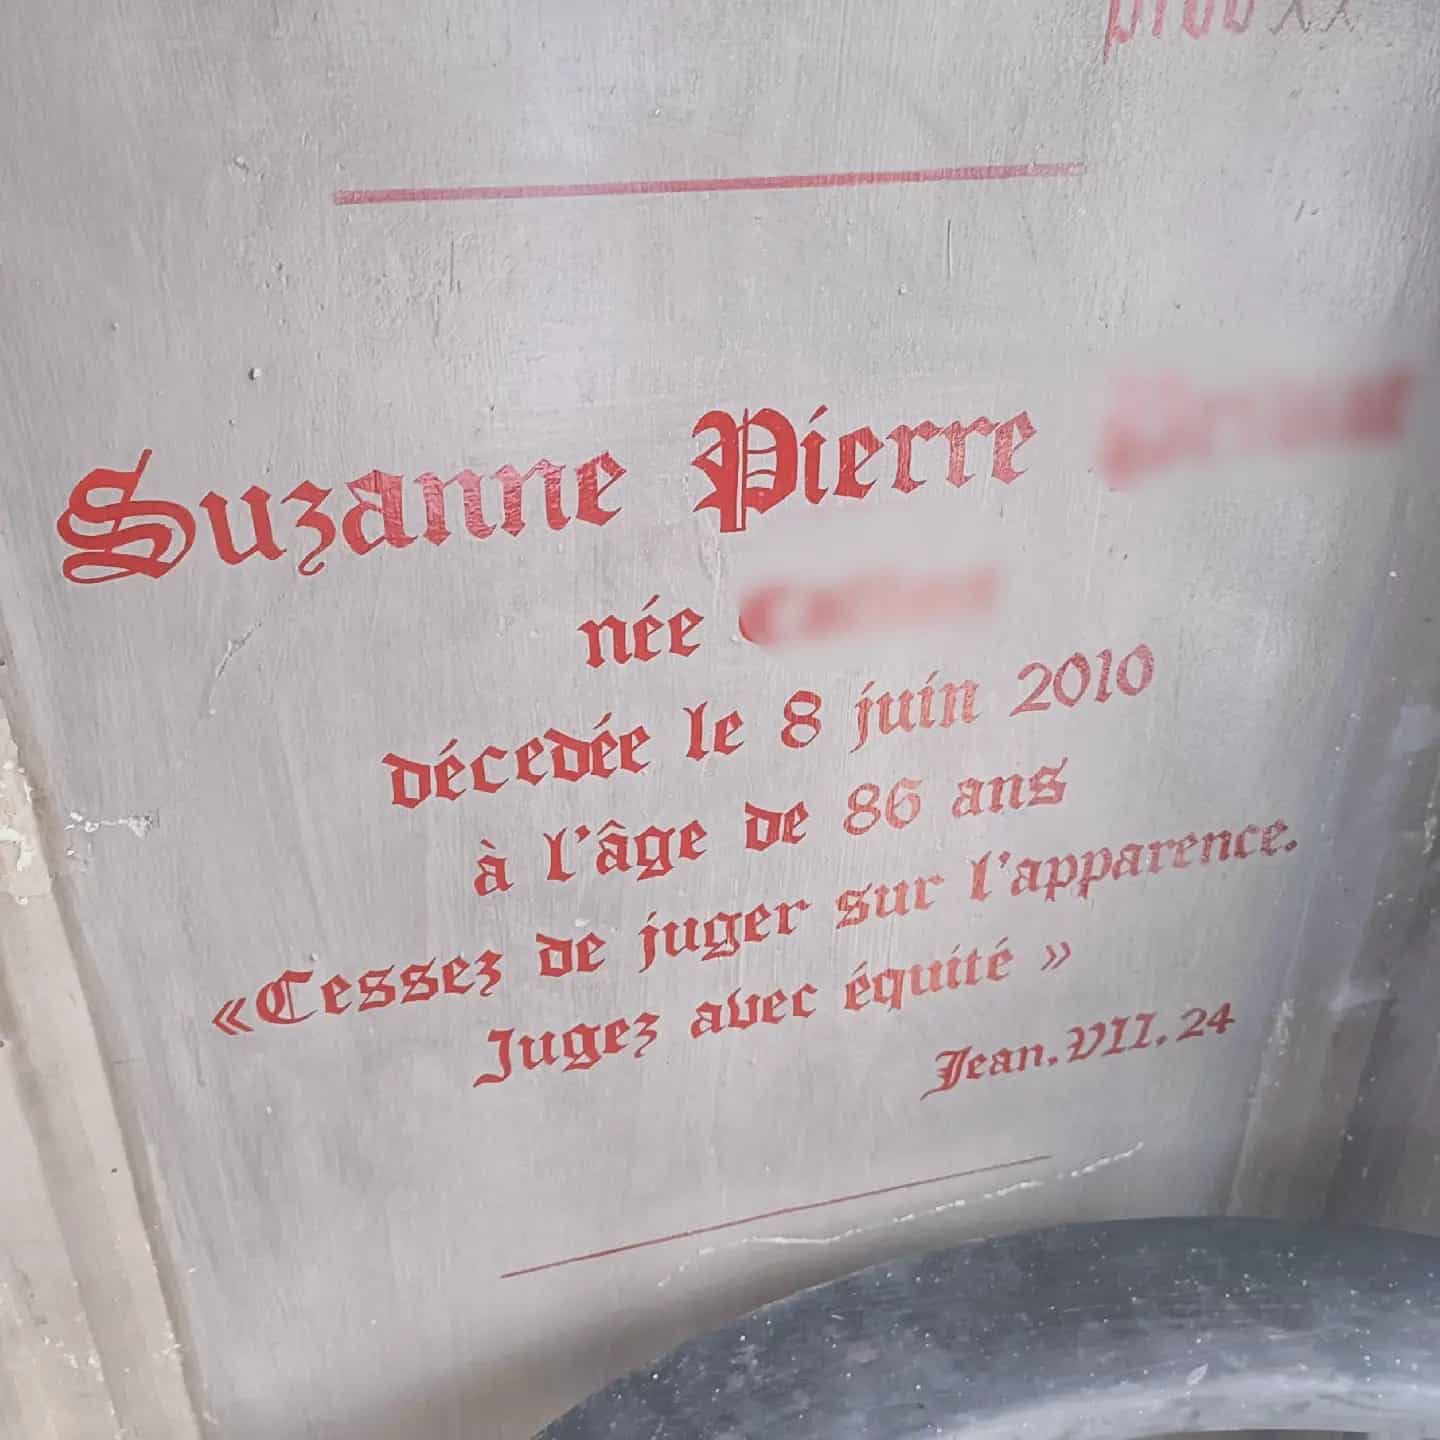 Suzanne Pierre
née
décedée le 8 juin 2010
à l'âge de 86 ans
«Cessez de juger sur l'apparence.
Jugez avec équité »
Jean. VII. 24